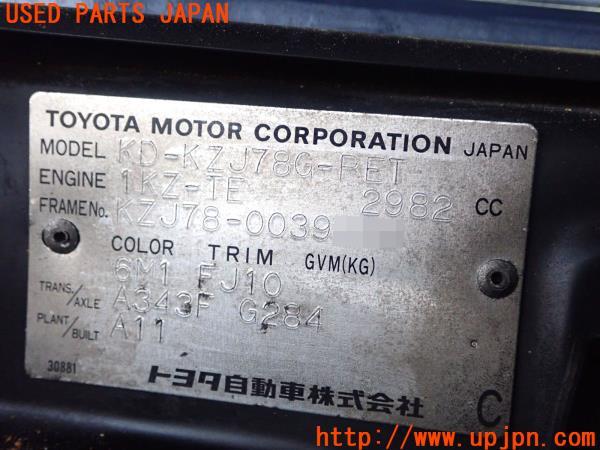 USED PARTS JAPAN
TOYOTA MOTOR CORPORATION JAPAN
MODEL KD-KZJ78G-PET
ENGINE 1KZ-TE 2982 CC
FRAME No. KZJ78-0039
COLOR TRIM GVM(KG)
6M1 FJ10
TRANS./AXLE A343F G284
PLANT/BUILT A11
30881
トヨタ自動車株式会社 C
http://www.upjpn.com/